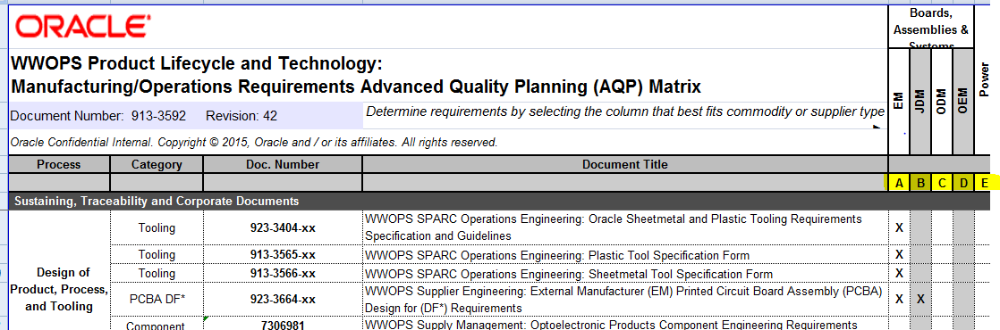 ORACLE
Boards,
Assemblies &
Systems
WWOPS Product Lifecycle and Technology:
Manufacturing/Operations Requirements Advanced Quality Planning (AQP) Matrix
EM
JDM
ODM
OEM
Power
Document Number: 913-3592 Revision: 42
Determine requirements by selecting the column that best fits commodity or supplier type
Oracle Confidential Internal. Copyright © 2015, Oracle and / or its affiliates. All rights reserved.
Process Category Doc. Number Document Title
A B C D E
Sustaining, Traceability and Corporate Documents
Design of
Product, Process,
and Tooling
Tooling 923-3404-xx WWOPS SPARC Operations Engineering: Oracle Sheetmetal and Plastic Tooling Requirements
Specification and Guidelines X
Tooling 913-3565-xx WWOPS SPARC Operations Engineering: Plastic Tool Specification Form X
Tooling 913-3566-xx WWOPS SPARC Operations Engineering: Sheetmetal Tool Specification Form X
PCBA DF* 923-3664-xx WWOPS Supplier Engineering: External Manufacturer (EM) Printed Circuit Board Assembly (PCBA)
Design for (DF*) Requirements X X
Component 7306981 WWOPS Supply Management: Optoelectronic Products Component Engineering Requirements